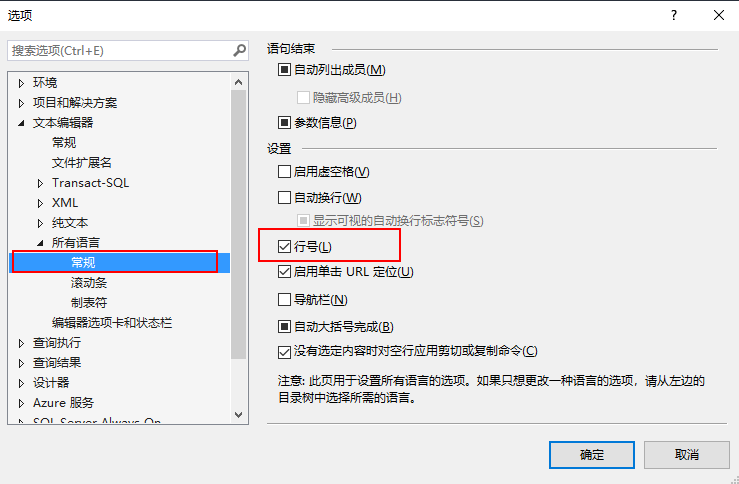 选项
搜索选项(Ctrl+E)
环境
项目和解决方案
文本编辑器
常规
文件扩展名
Transact-SQL
XML
纯文本
所有语言
常规
滚动条
制表符
编辑器选项卡和状态栏
查询执行
查询结果
设计器
Azure 服务
SQL Server Always On
语句结束
自动列出成员(M)
隐藏高级成员(H)
参数信息(P)
设置
启用虚空格(V)
自动换行(W)
显示可视的自动换行标志符号(S)
行号(L)
启用单击 URL 定位(U)
导航栏(N)
自动大括号完成(B)
没有选定内容时对空行应用剪切或复制命令(C)
注意: 此页用于设置所有语言的选项。如果只想更改一种语言的选项，请从左边的
目录树中选择所需的语言。
确定
取消